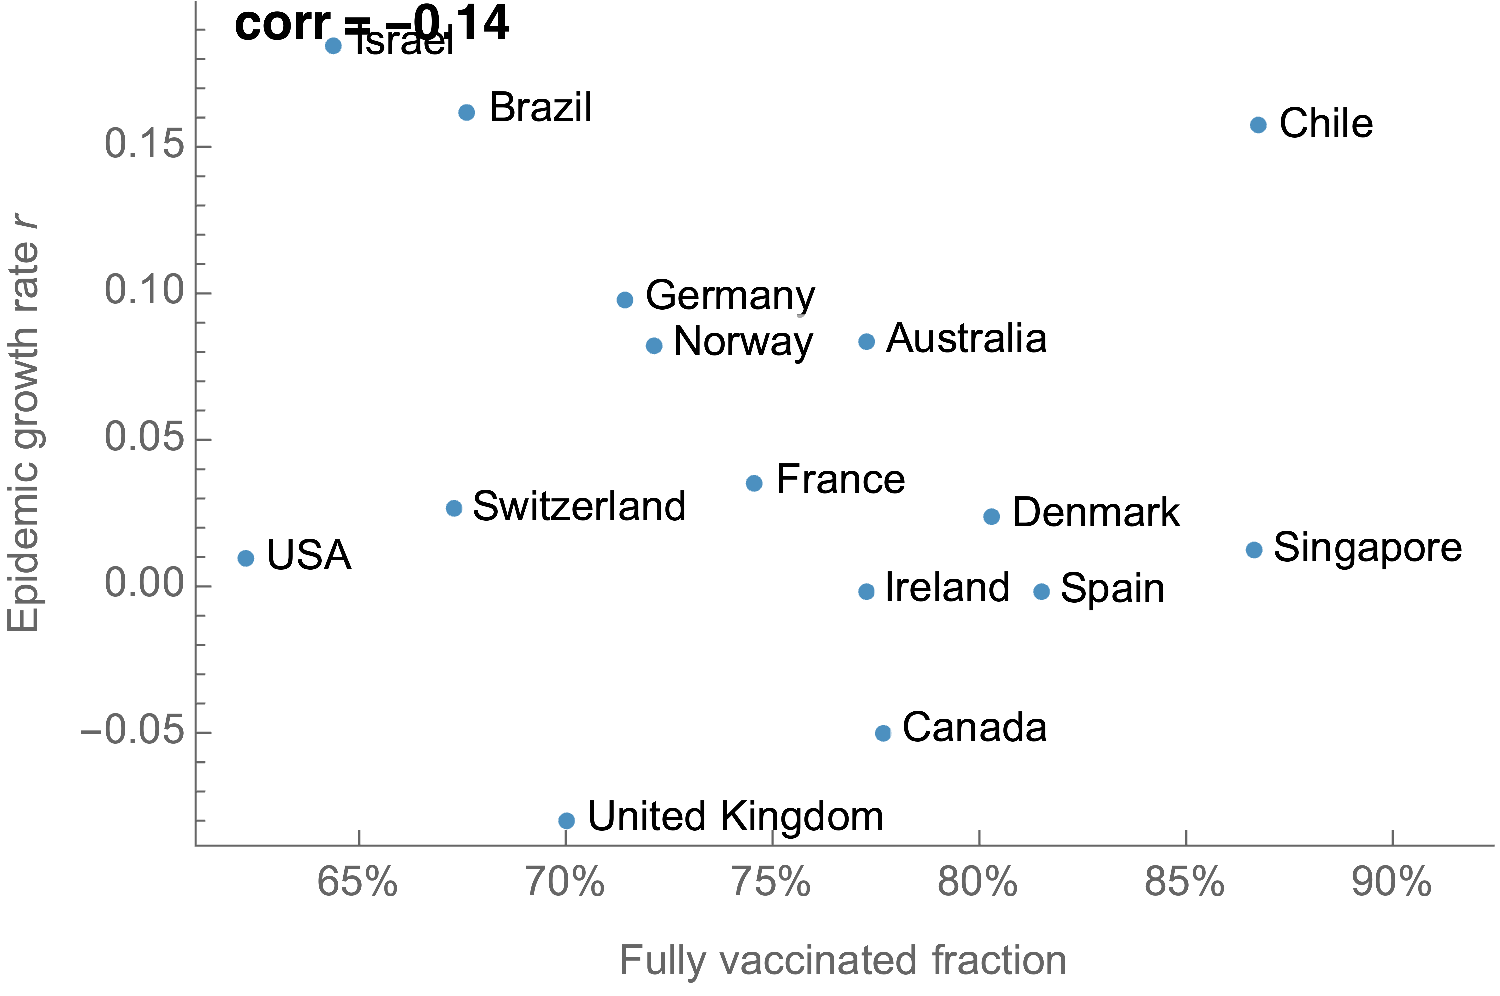 corr = −0.14
Israel
Brazil
Chile
0.15
Germany
0.10
Norway
Australia
0.05
France
Switzerland
Denmark
USA
Singapore
0.00
Ireland
Spain
−0.05
Canada
United Kingdom
65%
70%
75%
80%
85%
90%
Fully vaccinated fraction
Epidemic growth rate r